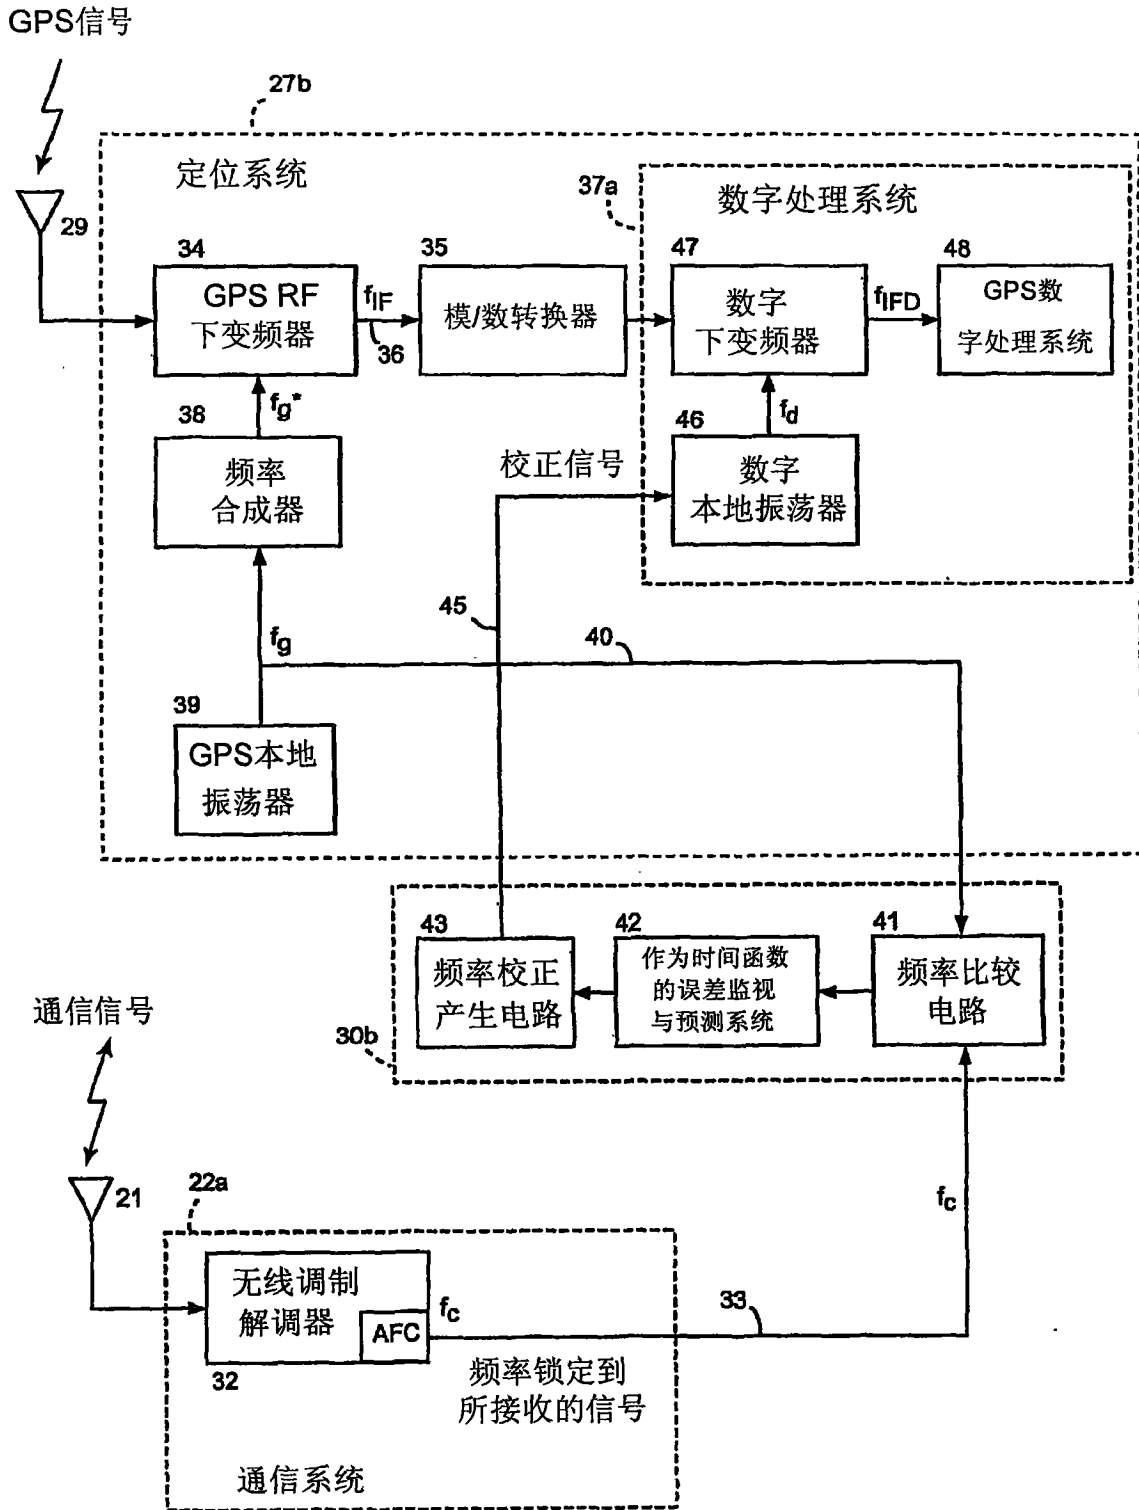 GPS信号
27b
定位系统
37a
数字处理系统
29
34
GPS RF
下变频器
fIF
36
35
模/数转换器
47
数字
下变频器
fIFD
48
GPS数
字处理系统
fg*
38
频率
合成器
fd
46
数字
本地振荡器
校正信号
45
40
fg
39
GPS本地
振荡器
43
频率校正
产生电路
42
作为时间函数
的误差监视
与预测系统
41
频率比较
电路
30b
通信信号
21
22a
fc
无线调制
解调器
AFC
fc
32
33
频率锁定到
所接收的信号
通信系统